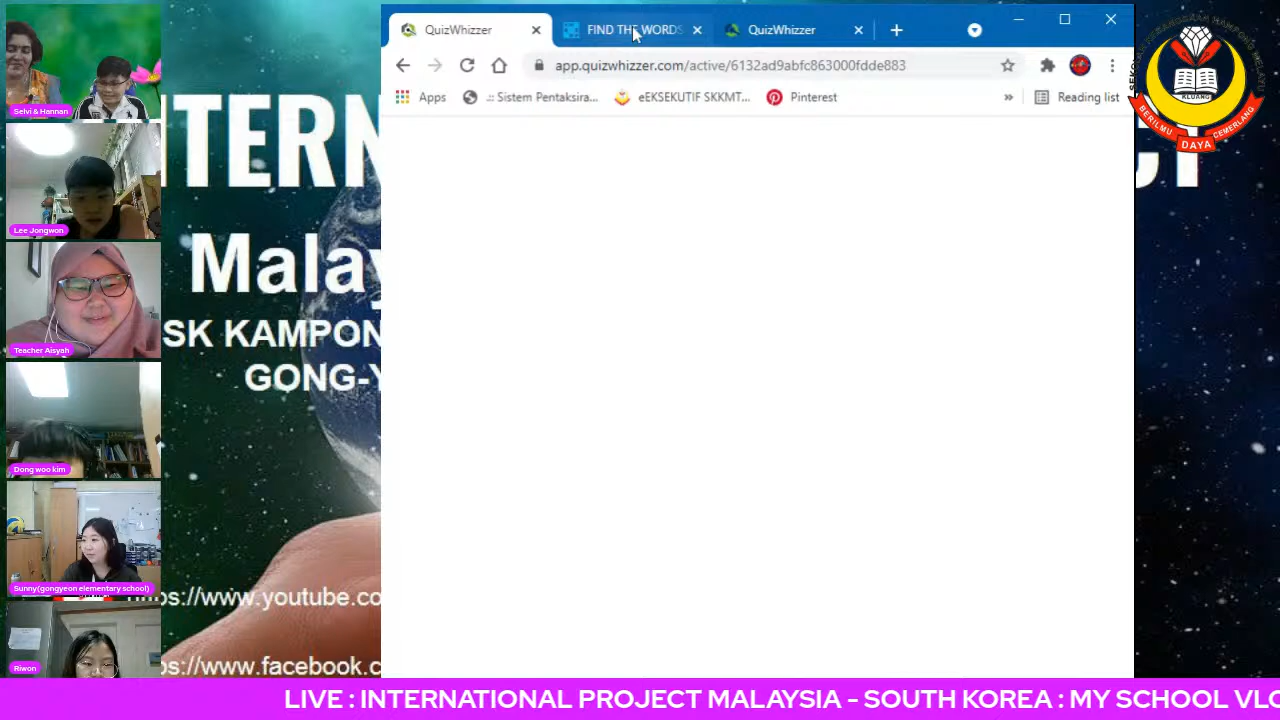 QuizWhizzer
FIND THE WORDS
QuizWhizzer
app.quizwhizzer.com/active/6132ad9abfc863000fdde883
Apps
.:: Sistem Pentaksira...
eEKSEKUTIF SKKMT...
Pinterest
»
Reading list
Selvi & Hannan
Lee Jongwon
Teacher Aisyah
Dong woo kim
Sunny(gongyeon elementary school)
Riwon
NTERN
Malay
SK KAMPON
GONG-Y
ps://www.youtube.co
ps://www.facebook.c
KLUANG
BERILMU
DAYA
CEMERLANG
LIVE : INTERNATIONAL PROJECT MALAYSIA - SOUTH KOREA : MY SCHOOL VLO